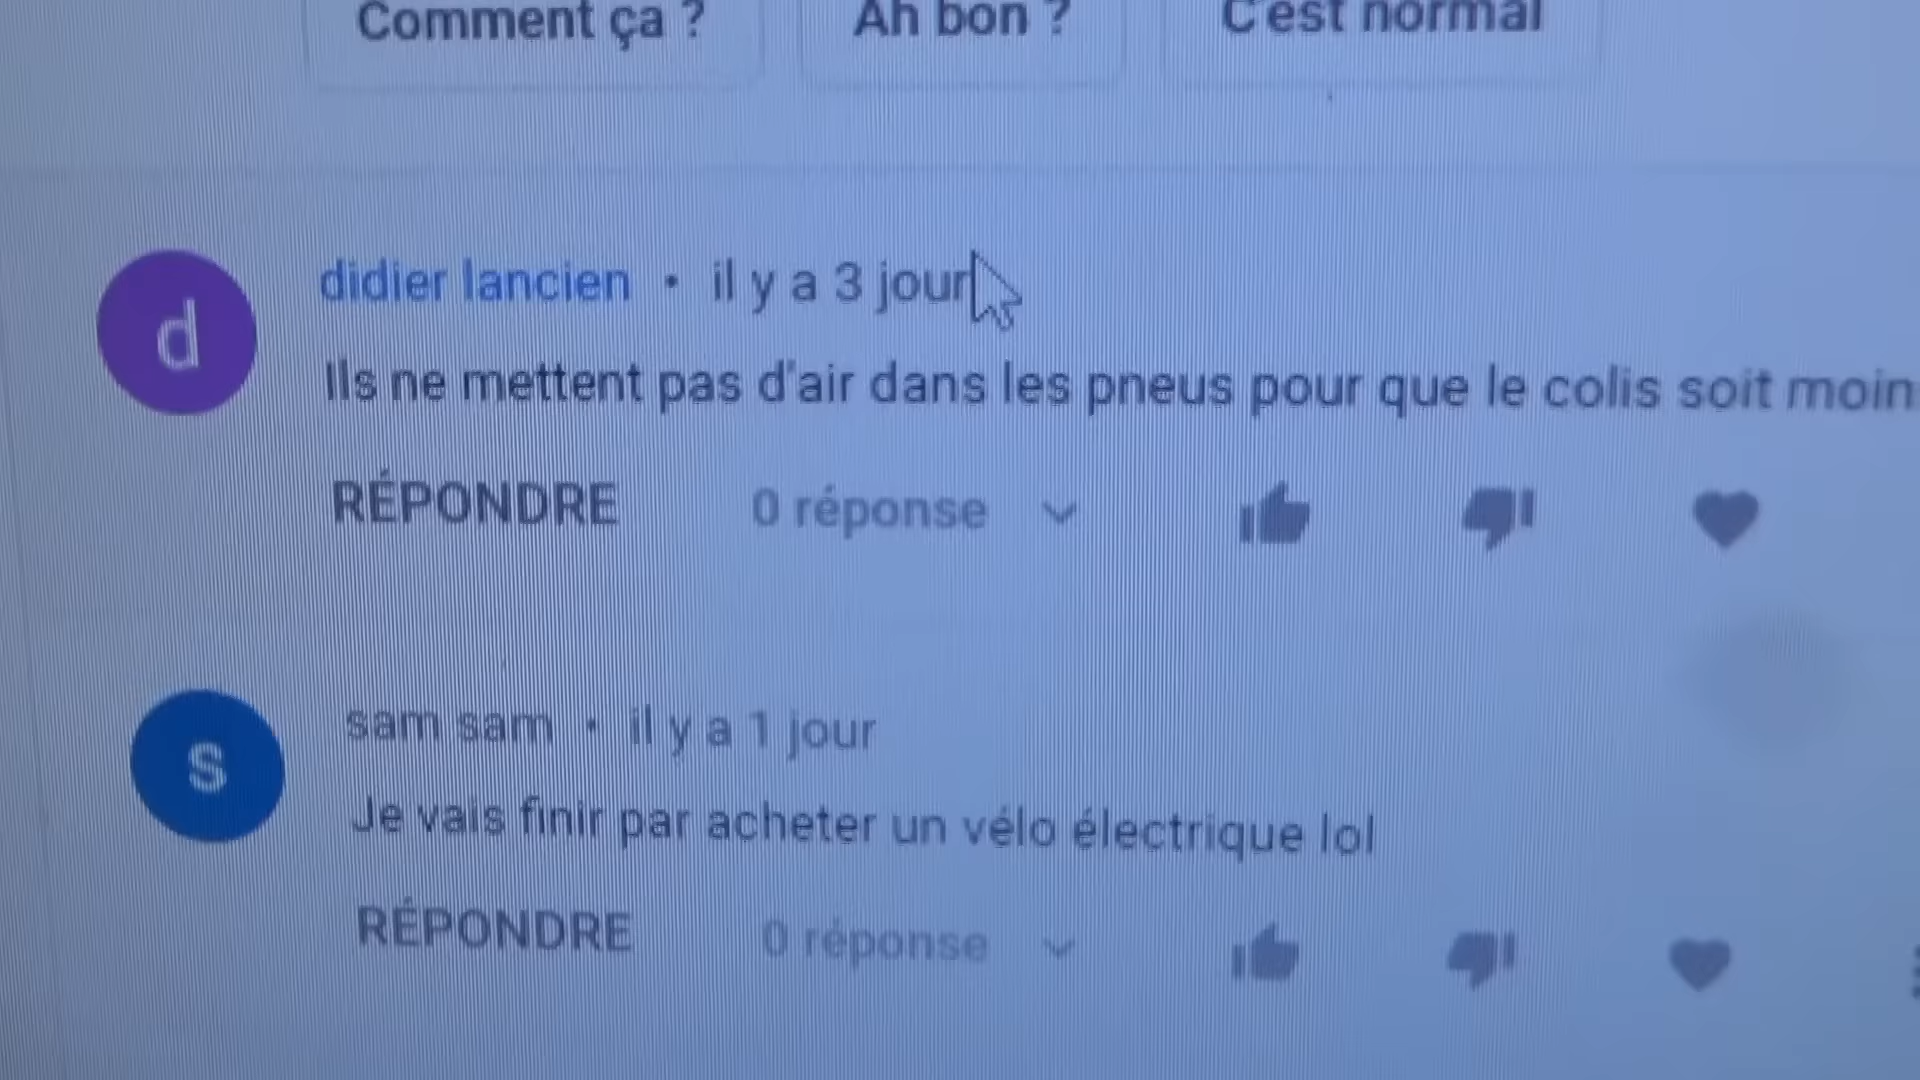 Comment ça ? Ah bon ? C'est normal
d
didier lancien • il y a 3 jour
Ils ne mettent pas d'air dans les pneus pour que le colis soit moin
RÉPONDRE 0 réponse
s
sam sam • il y a 1 jour
Je vais finir par acheter un vélo électrique lol
RÉPONDRE 0 réponse